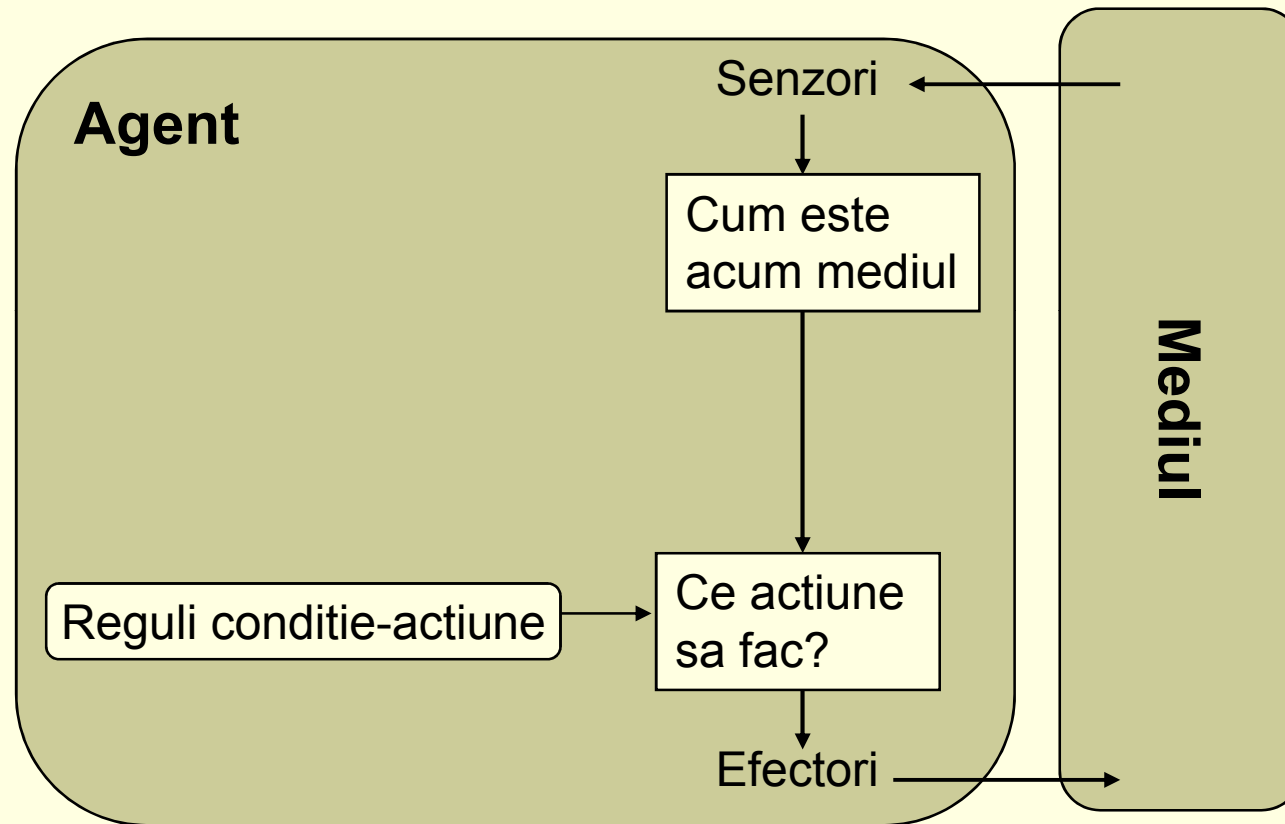 Senzori
Agent
Cum este
acum mediul
Mediul
Reguli conditie-actiune
Ce actiune
sa fac?
Efectori